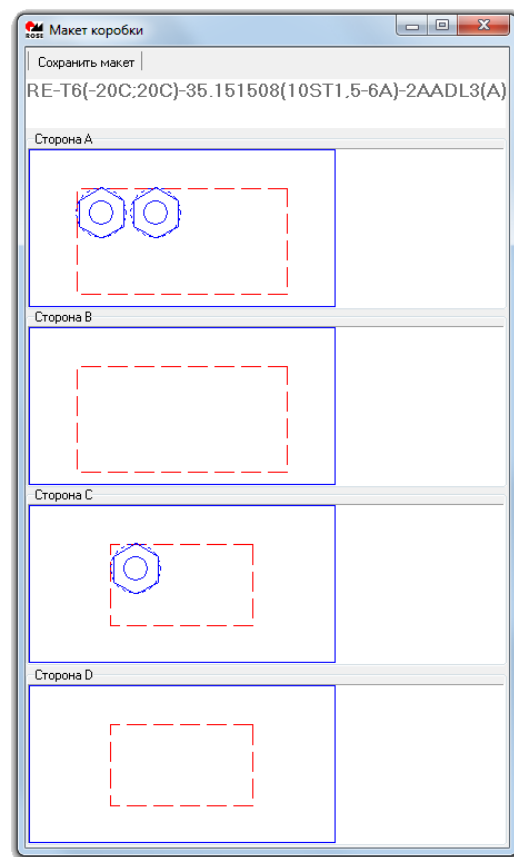 ROSE
Макет коробки
Сохранить макет
RE-T6(-20C;20C)-35.151508(10ST1,5-6A)-2AADL3(A)
Сторона A
Сторона B
Сторона C
Сторона D